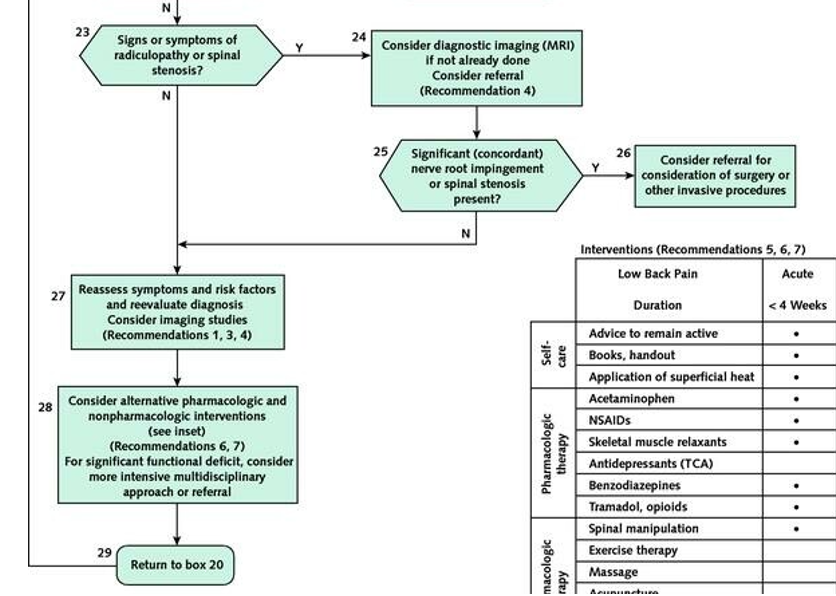 N
23
Signs or symptoms of
radiculopathy or spinal
stenosis?
Y
N
24
Consider diagnostic imaging (MRI)
if not already done
Consider referral
(Recommendation 4)
25
Significant (concordant)
nerve root impingement
or spinal stenosis
present?
Y
N
26
Consider referral for
consideration of surgery or
other invasive procedures
27
Reassess symptoms and risk factors
and reevaluate diagnosis
Consider imaging studies
(Recommendations 1, 3, 4)
28
Consider alternative pharmacologic and
nonpharmacologic interventions
(see inset)
(Recommendations 6, 7)
For significant functional deficit, consider
more intensive multidisciplinary
approach or referral
29
Return to box 20
Interventions (Recommendations 5, 6, 7)
Low Back Pain Acute
Duration < 4 Weeks
Self-
care
Advice to remain active •
Books, handout •
Application of superficial heat •
Pharmacologic
therapy
Acetaminophen •
NSAIDs •
Skeletal muscle relaxants •
Antidepressants (TCA)
Benzodiazepines •
Tramadol, opioids •
macologic
rapy
Spinal manipulation •
Exercise therapy
Massage
Acupuncture